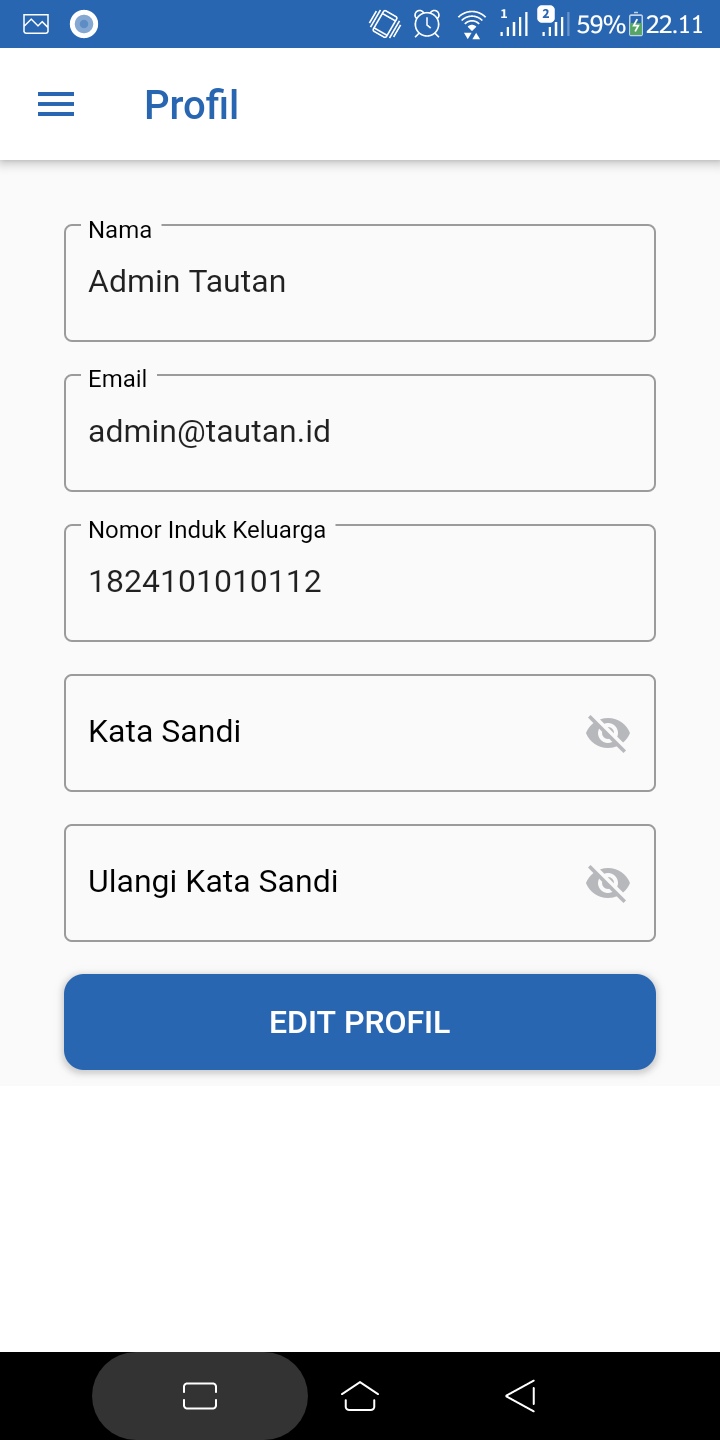 1 2 59% 22.11
Profil
Nama
Admin Tautan
Email
admin@tautan.id
Nomor Induk Keluarga
1824101010112
Kata Sandi
Ulangi Kata Sandi
EDIT PROFIL